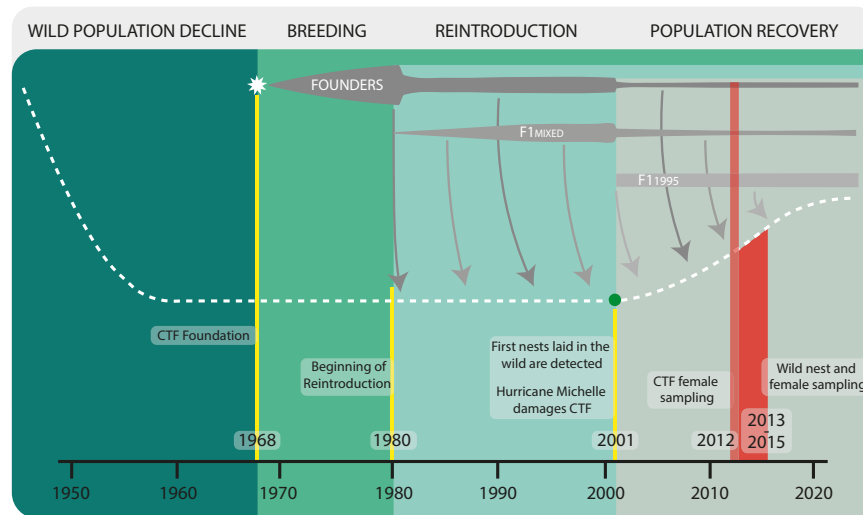 WILD POPULATION DECLINE
BREEDING
REINTRODUCTION
POPULATION RECOVERY
FOUNDERS
F1MIXED
F11995
CTF Foundation
Beginning of
Reintroduction
First nests laid in the
wild are detected
Hurricane Michelle
damages CTF
CTF female
sampling
Wild nest and
female sampling
1968
1980
2001
2012
2013
-
2015
1950
1960
1970
1980
1990
2000
2010
2020